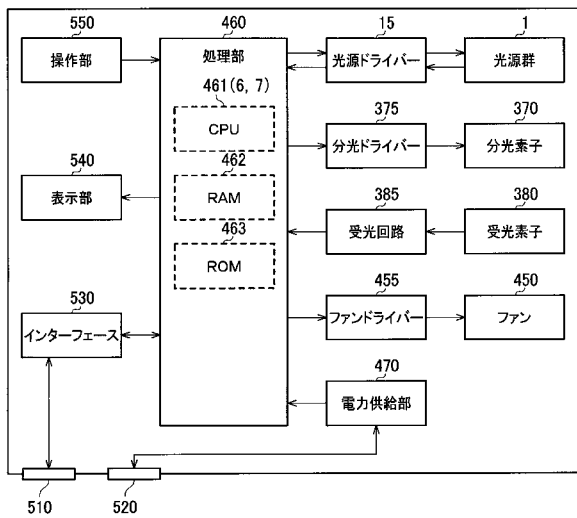 550
操作部
540
表示部
530
インターフェース
510
520
460
処理部
461(6, 7)
CPU
462
RAM
463
ROM
15
光源ドライバー
1
光源群
375
分光ドライバー
370
分光素子
385
受光回路
380
受光素子
455
ファンドライバー
450
ファン
470
電力供給部